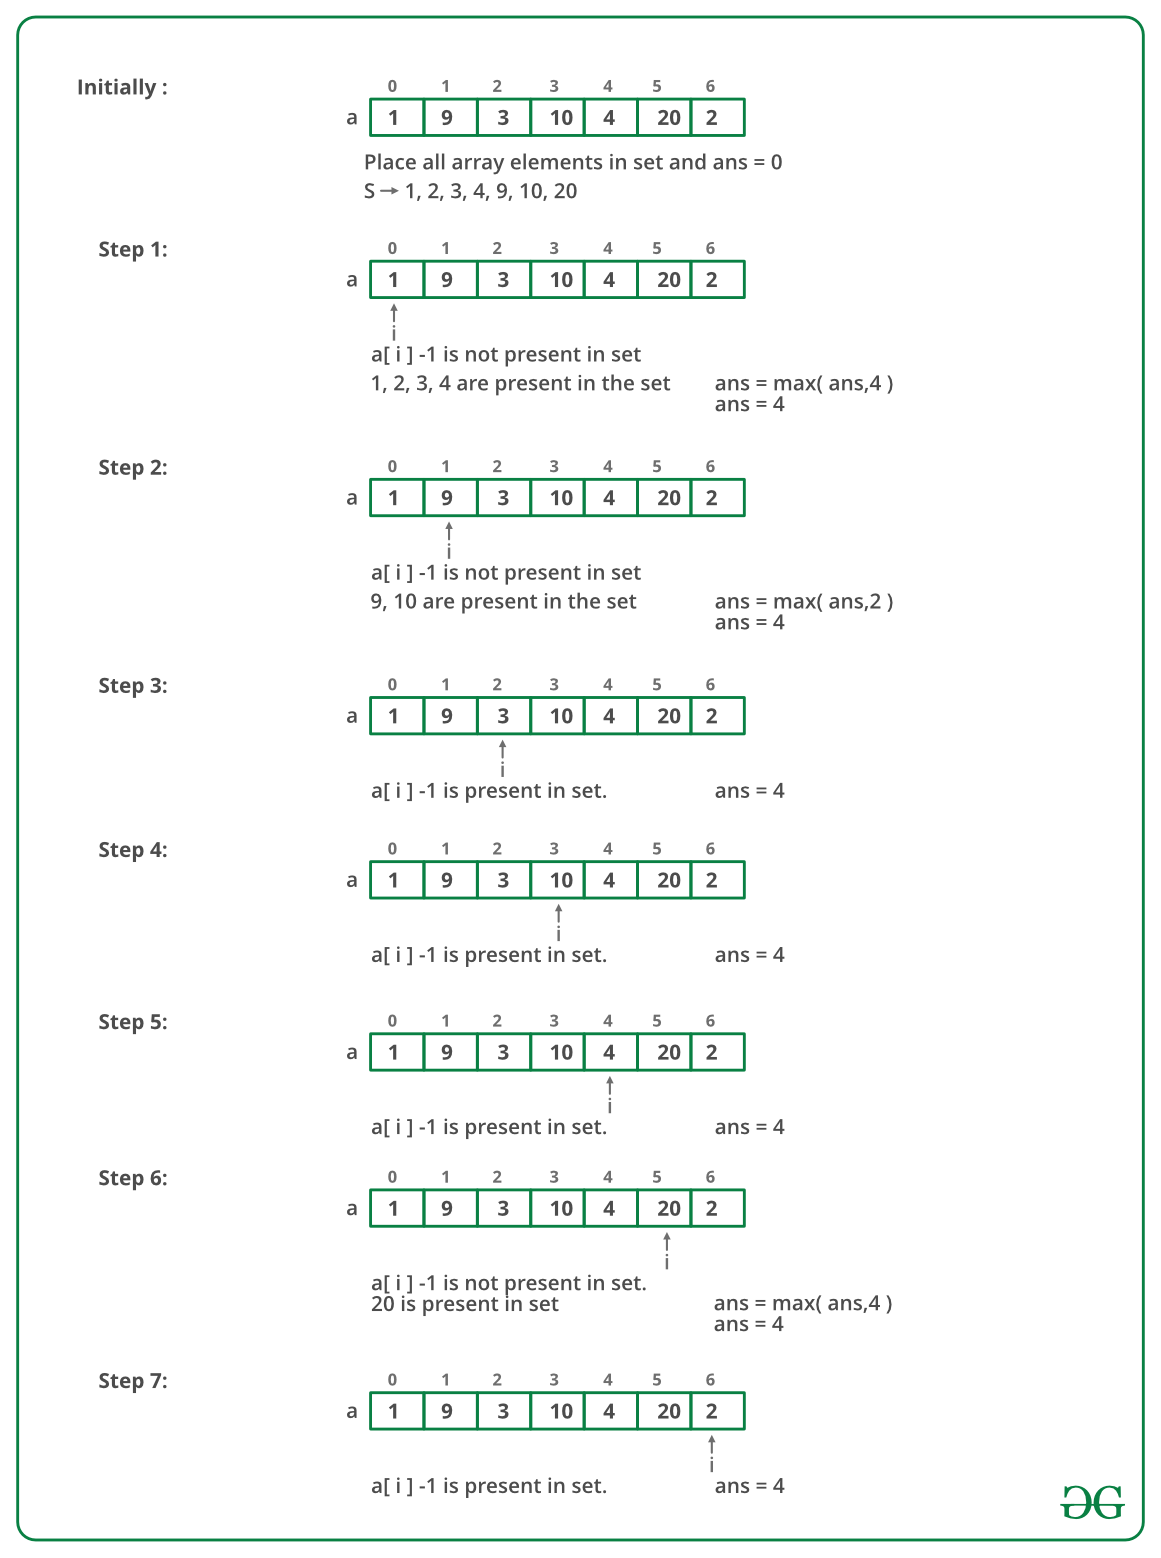 Initially :
0 1 2 3 4 5 6
a 1 9 3 10 4 20 2
Place all array elements in set and ans = 0
S → 1, 2, 3, 4, 9, 10, 20
Step 1:
0 1 2 3 4 5 6
a 1 9 3 10 4 20 2
i
a[ i ] -1 is not present in set
1, 2, 3, 4 are present in the set ans = max( ans,4 )
ans = 4
Step 2:
0 1 2 3 4 5 6
a 1 9 3 10 4 20 2
i
a[ i ] -1 is not present in set
9, 10 are present in the set ans = max( ans,2 )
ans = 4
Step 3:
0 1 2 3 4 5 6
a 1 9 3 10 4 20 2
i
a[ i ] -1 is present in set. ans = 4
Step 4:
0 1 2 3 4 5 6
a 1 9 3 10 4 20 2
i
a[ i ] -1 is present in set. ans = 4
Step 5:
0 1 2 3 4 5 6
a 1 9 3 10 4 20 2
i
a[ i ] -1 is present in set. ans = 4
Step 6:
0 1 2 3 4 5 6
a 1 9 3 10 4 20 2
i
a[ i ] -1 is not present in set.
20 is present in set ans = max( ans,4 )
ans = 4
Step 7:
0 1 2 3 4 5 6
a 1 9 3 10 4 20 2
i
a[ i ] -1 is present in set. ans = 4